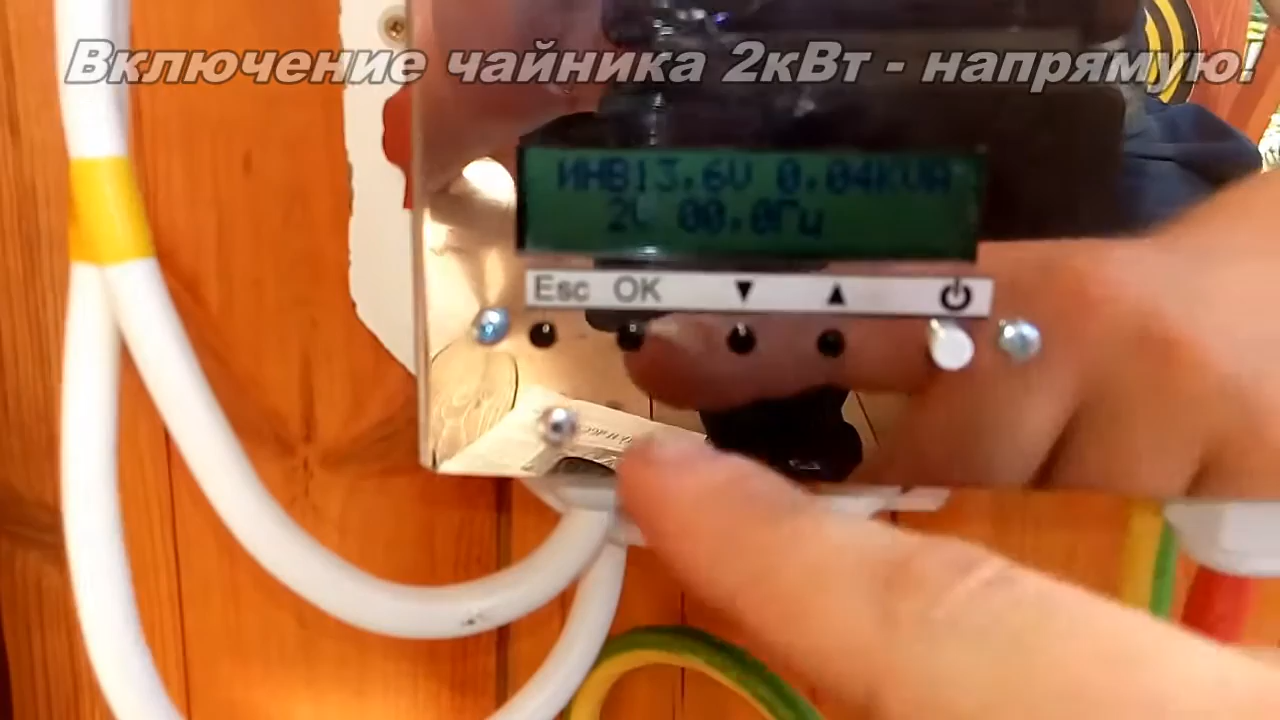 Включение чайника 2кВт - напрямую!
ИНВ13.6V 0.04KVA
00.0Гц
Esc OK ▼ ▲ ⏻